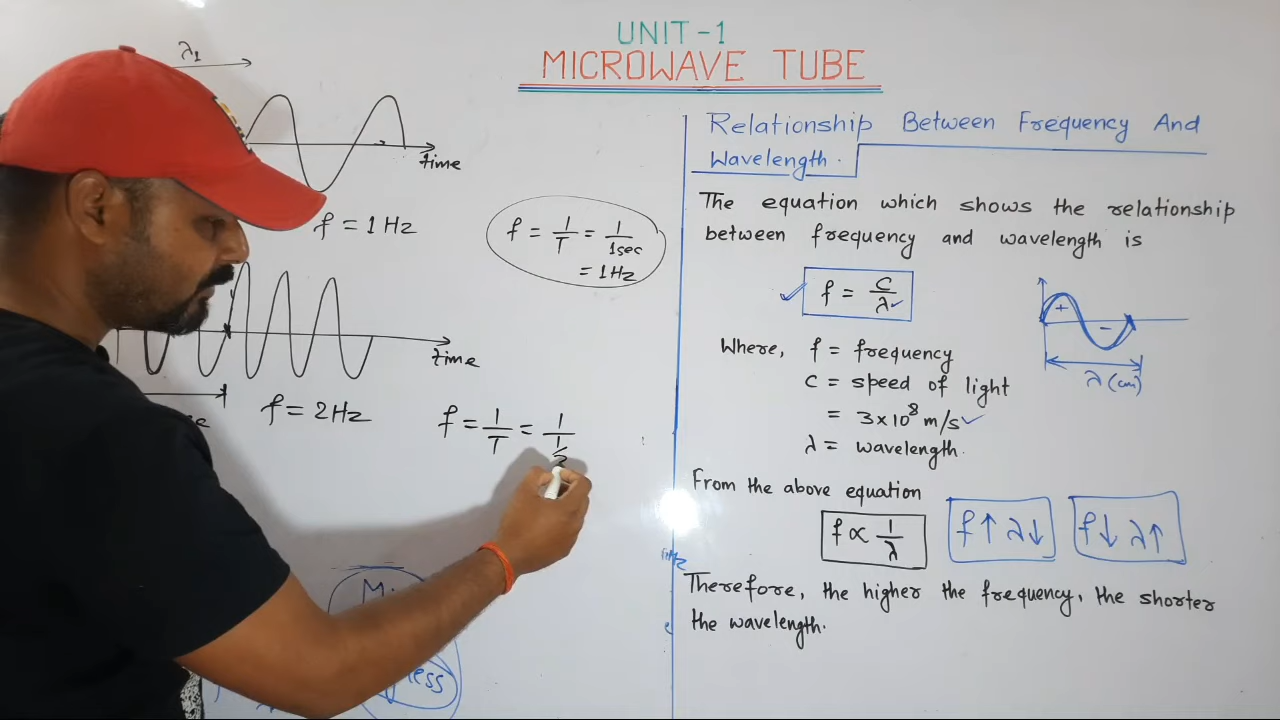 UNIT-1
MICROWAVE TUBE
λ1
time
f = 1 Hz
f = 1/T = 1/1sec
= 1Hz
time
f = 2Hz
f = 1/T = 1/1/2
Relationship Between Frequency And
Wavelength.
The equation which shows the relationship
between frequency and wavelength is
f = c/λ
+
-
λ (cm)
Where, f = frequency
C = speed of light
= 3×10⁸ m/s
λ = wavelength.
From the above equation
f ∝ 1/λ
f↑ λ↓
f↓ λ↑
Therefore, the higher the frequency, the shorter
the wavelength.